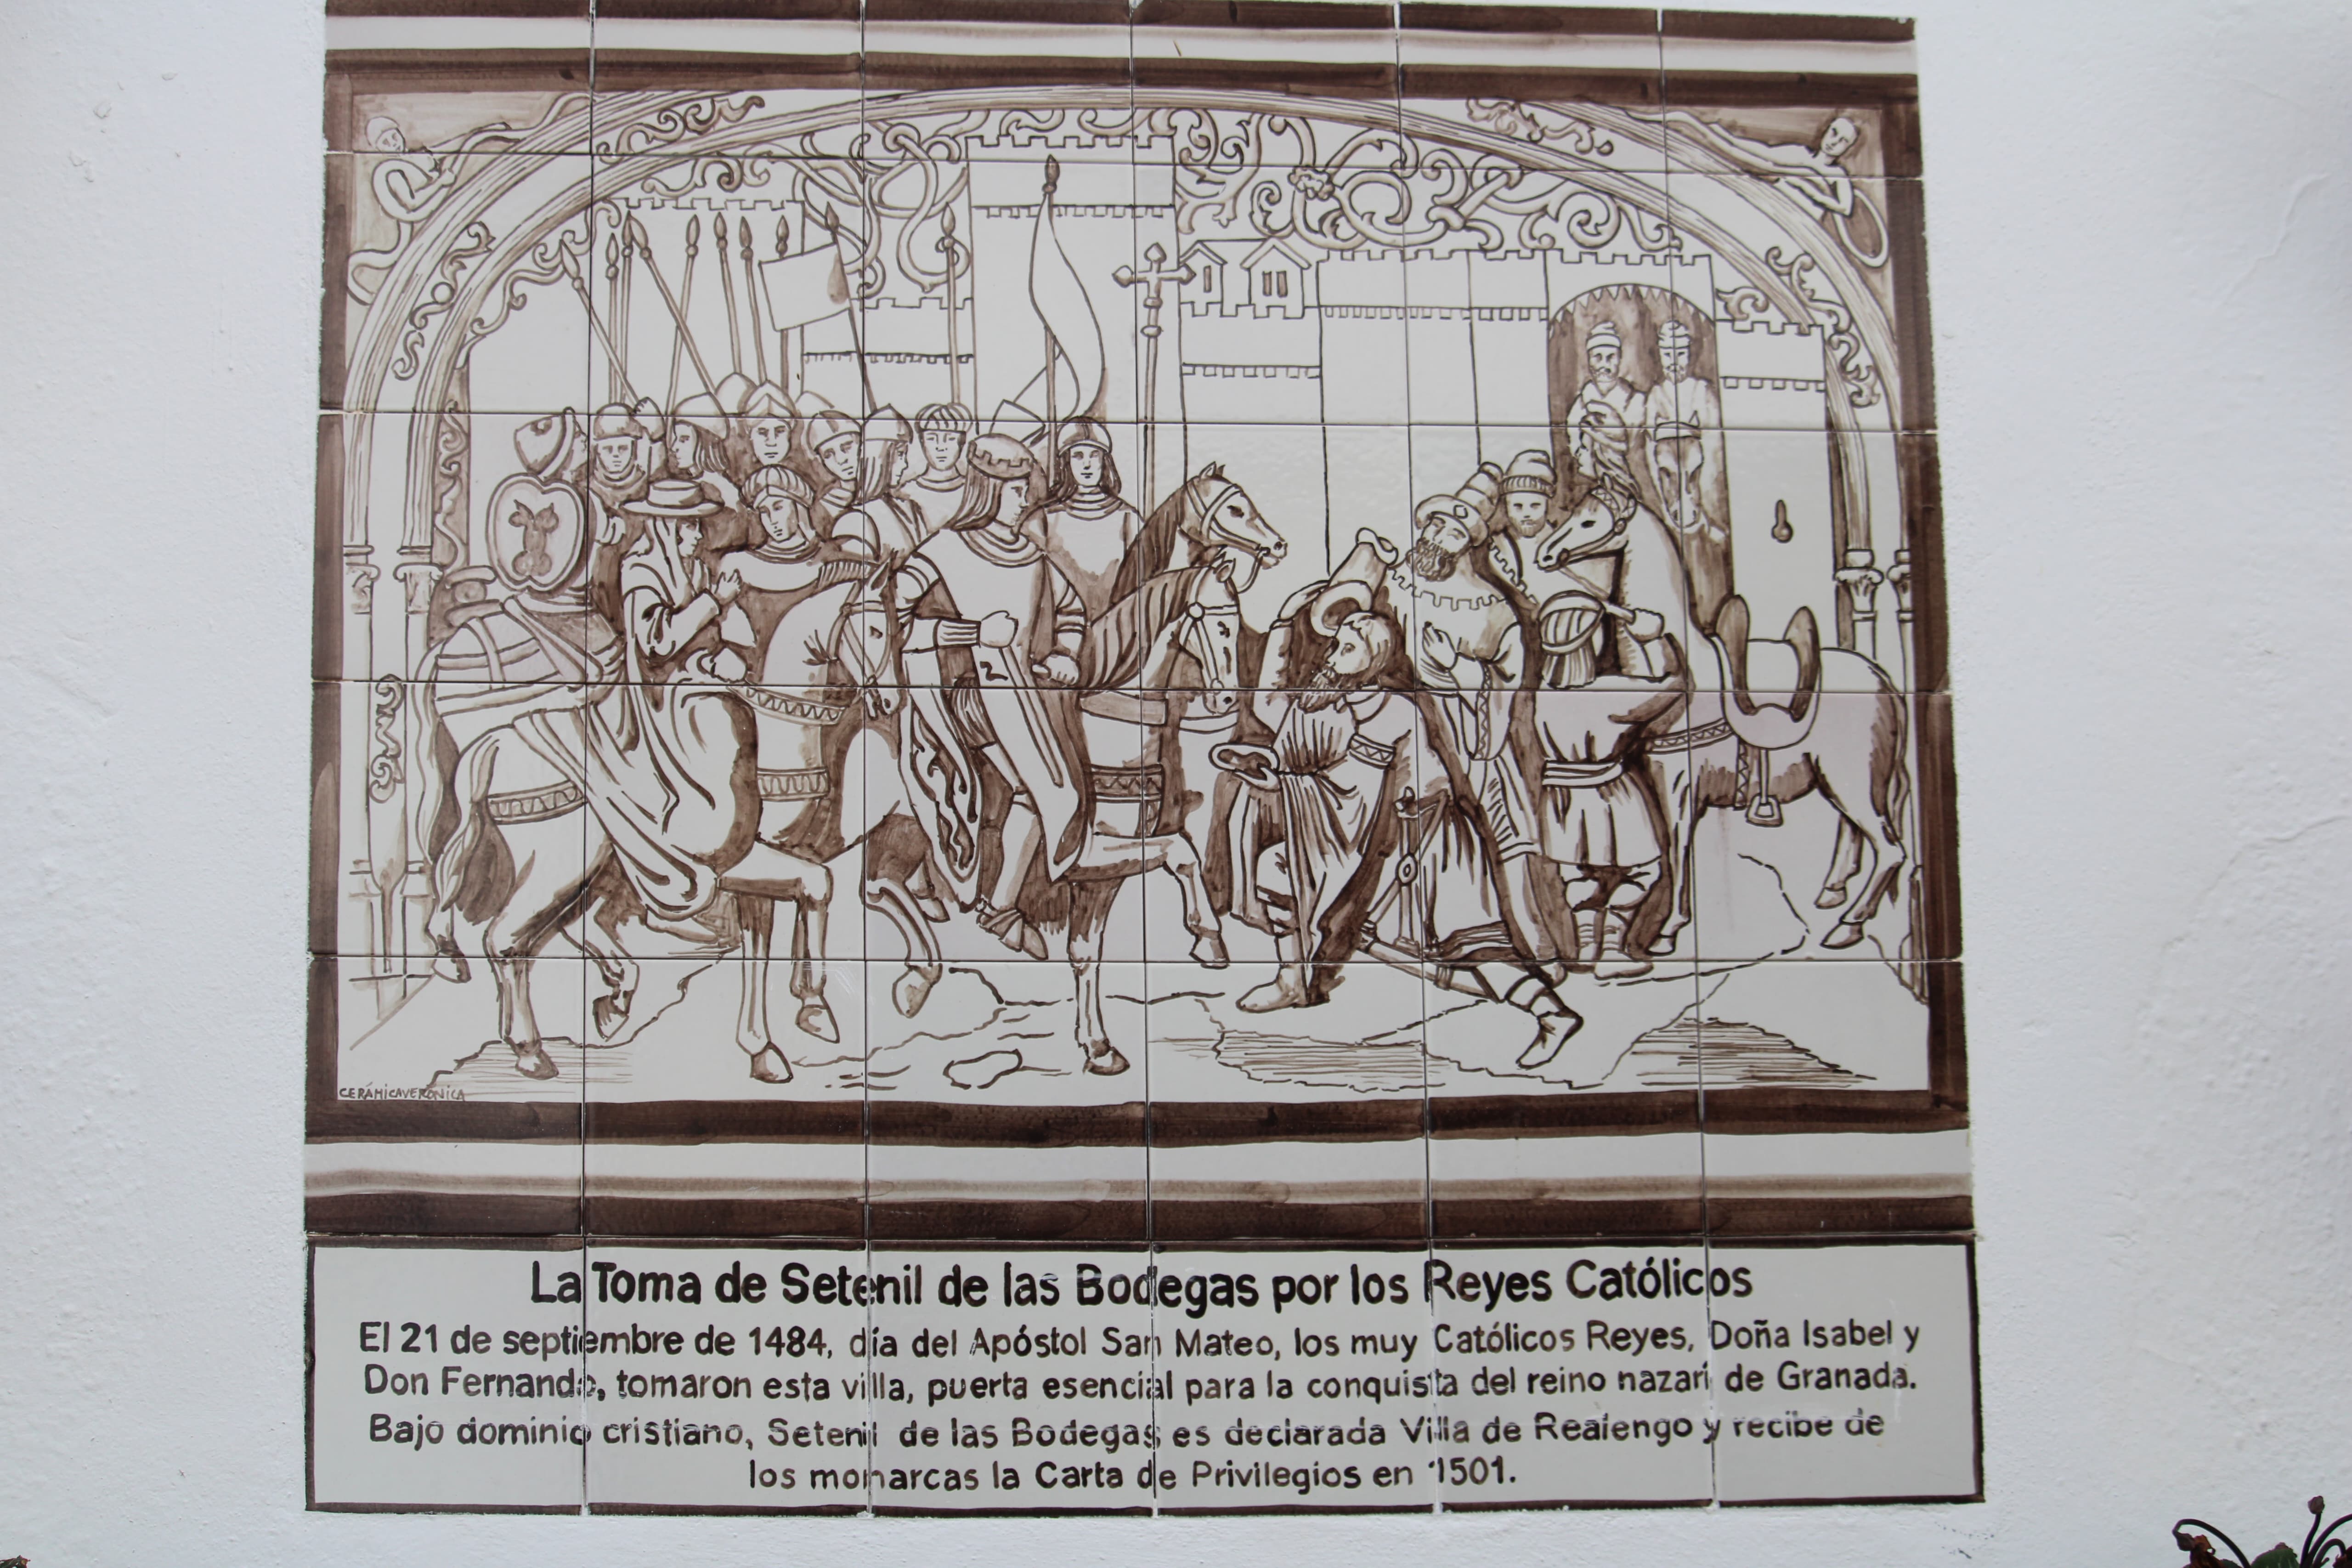 CERÁMICAVERÓNICA
La Toma de Setenil de las Bodegas por los Reyes Católicos
El 21 de septiembre de 1484, día del Apóstol San Mateo, los muy Católicos Reyes, Doña Isabel y
Don Fernando, tomaron esta villa, puerta esencial para la conquista del reino nazarí de Granada.
Bajo dominio cristiano, Setenil de las Bodegas es declarada Villa de Realengo y recibe de
los monarcas la Carta de Privilegios en 1501.